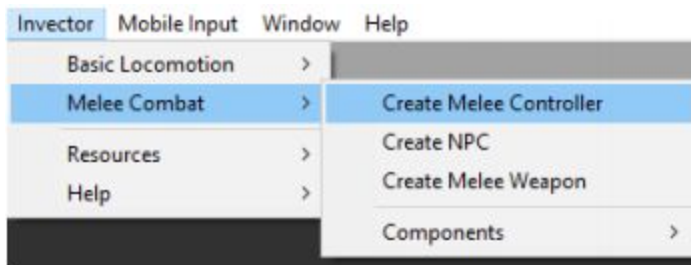 Invector Mobile Input Window Help
Basic Locomotion >
Melee Combat >
Resources >
Help >
Create Melee Controller
Create NPC
Create Melee Weapon
Components >